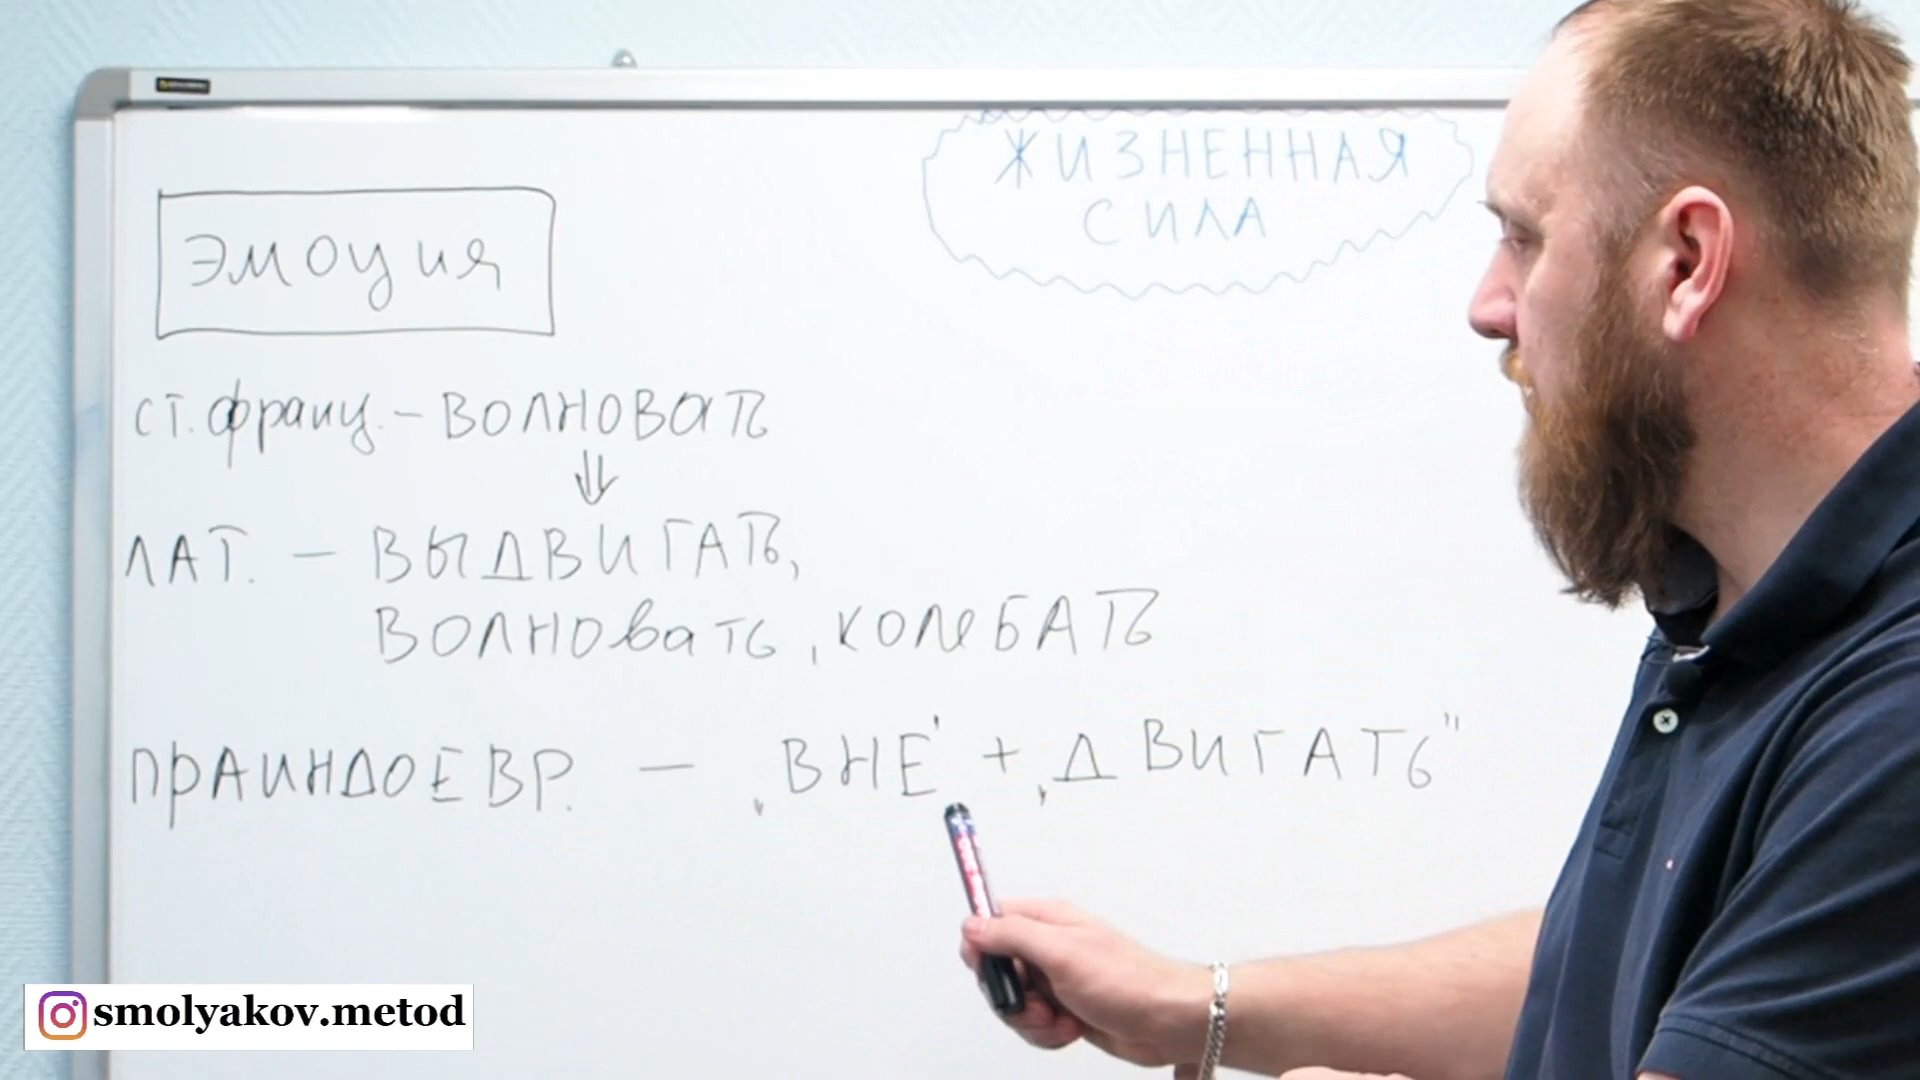 ЖИЗНЕННАЯ
СИЛА
эмоция
ст. франц. – ВОЛНОВАТЬ
ЛАТ. – ВЫДВИГАТЬ,
ВОЛНОВАТЬ, КОЛЕБАТЬ
ПРАИНДОЕВР. – „ВНЕ" + „ДВИГАТЬ"
smolyakov.metod